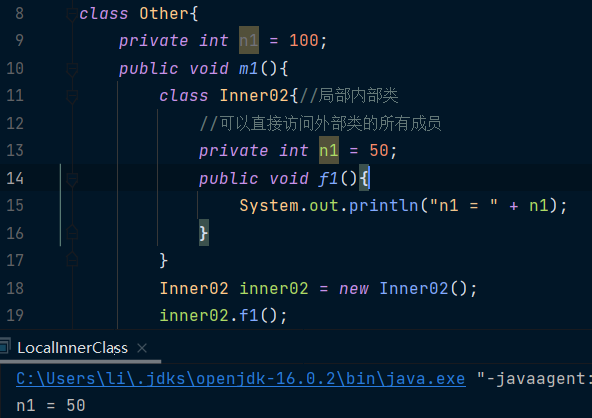 8 class Other{
9 private int n1 = 100;
10 public void m1(){
11 class Inner02{//局部内部类
12 //可以直接访问外部类的所有成员
13 private int n1 = 50;
14 public void f1(){
15 System.out.println("n1 = " + n1);
16 }
17 }
18 Inner02 inner02 = new Inner02();
19 inner02.f1();
LocalInnerClass ×
C:\Users\li\.jdks\openjdk-16.0.2\bin\java.exe "-javaagent:
n1 = 50